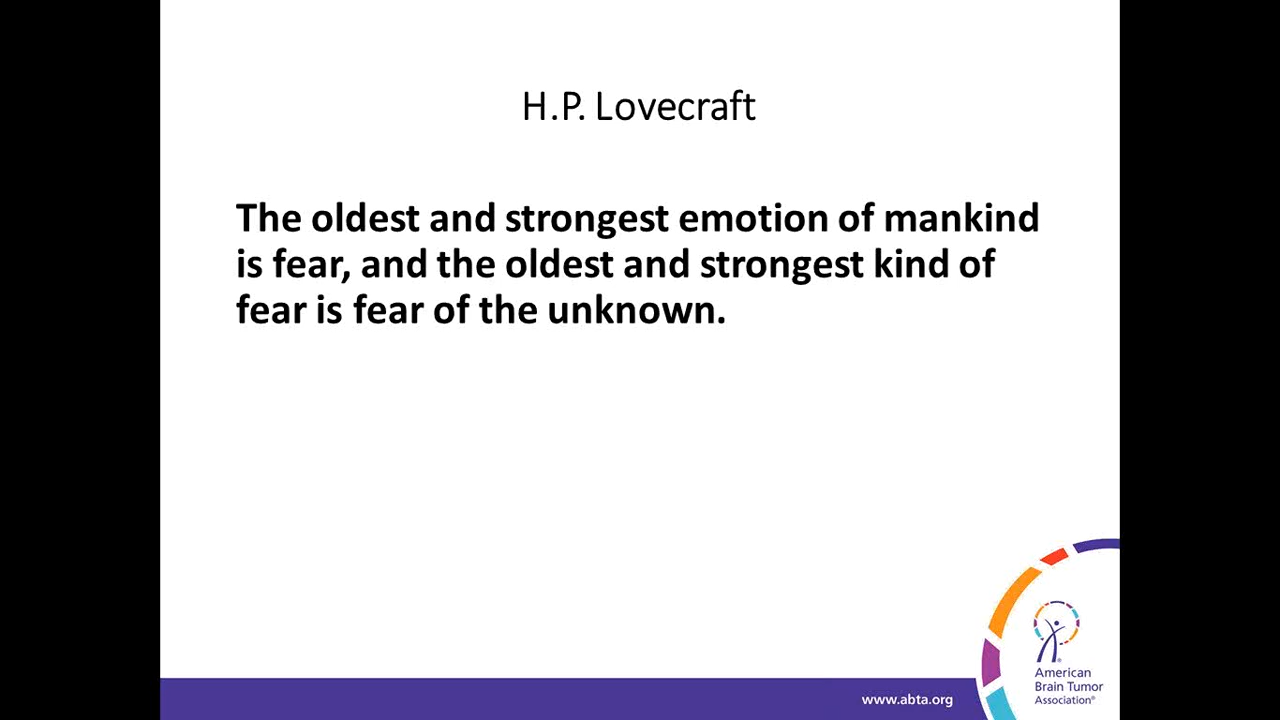 H.P. Lovecraft
The oldest and strongest emotion of mankind
is fear, and the oldest and strongest kind of
fear is fear of the unknown.
www.abta.org
American
Brain Tumor
Association®